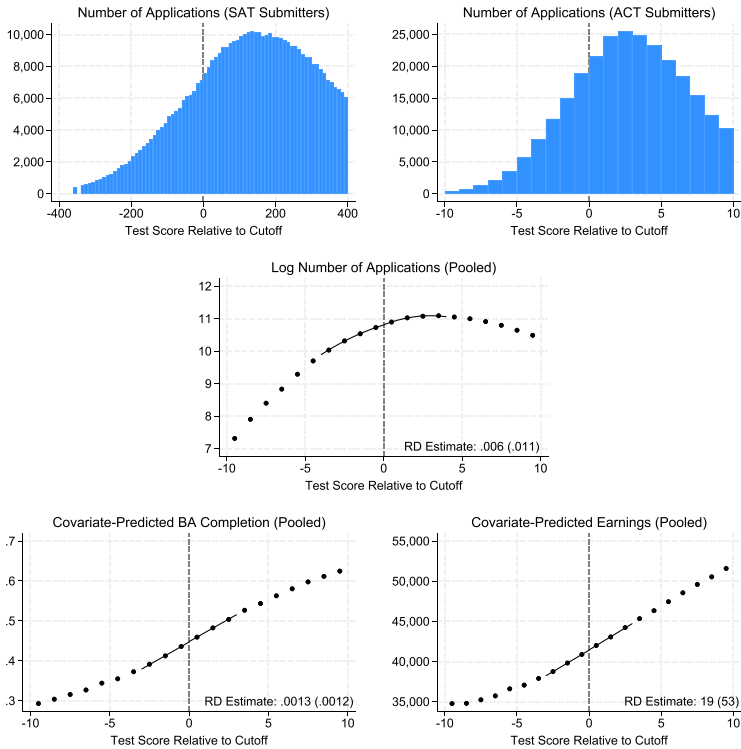 Number of Applications (SAT Submitters)
10,000
8,000
6,000
4,000
2,000
0
-400 -200 0 200 400
Test Score Relative to Cutoff
Number of Applications (ACT Submitters)
25,000
20,000
15,000
10,000
5,000
0
-10 -5 0 5 10
Test Score Relative to Cutoff
Log Number of Applications (Pooled)
12
11
10
9
8
7
RD Estimate: .006 (.011)
-10 -5 0 5 10
Test Score Relative to Cutoff
Covariate-Predicted BA Completion (Pooled)
.7
.6
.5
.4
.3
RD Estimate: .0013 (.0012)
-10 -5 0 5 10
Test Score Relative to Cutoff
Covariate-Predicted Earnings (Pooled)
55,000
50,000
45,000
40,000
35,000
RD Estimate: 19 (53)
-10 -5 0 5 10
Test Score Relative to Cutoff